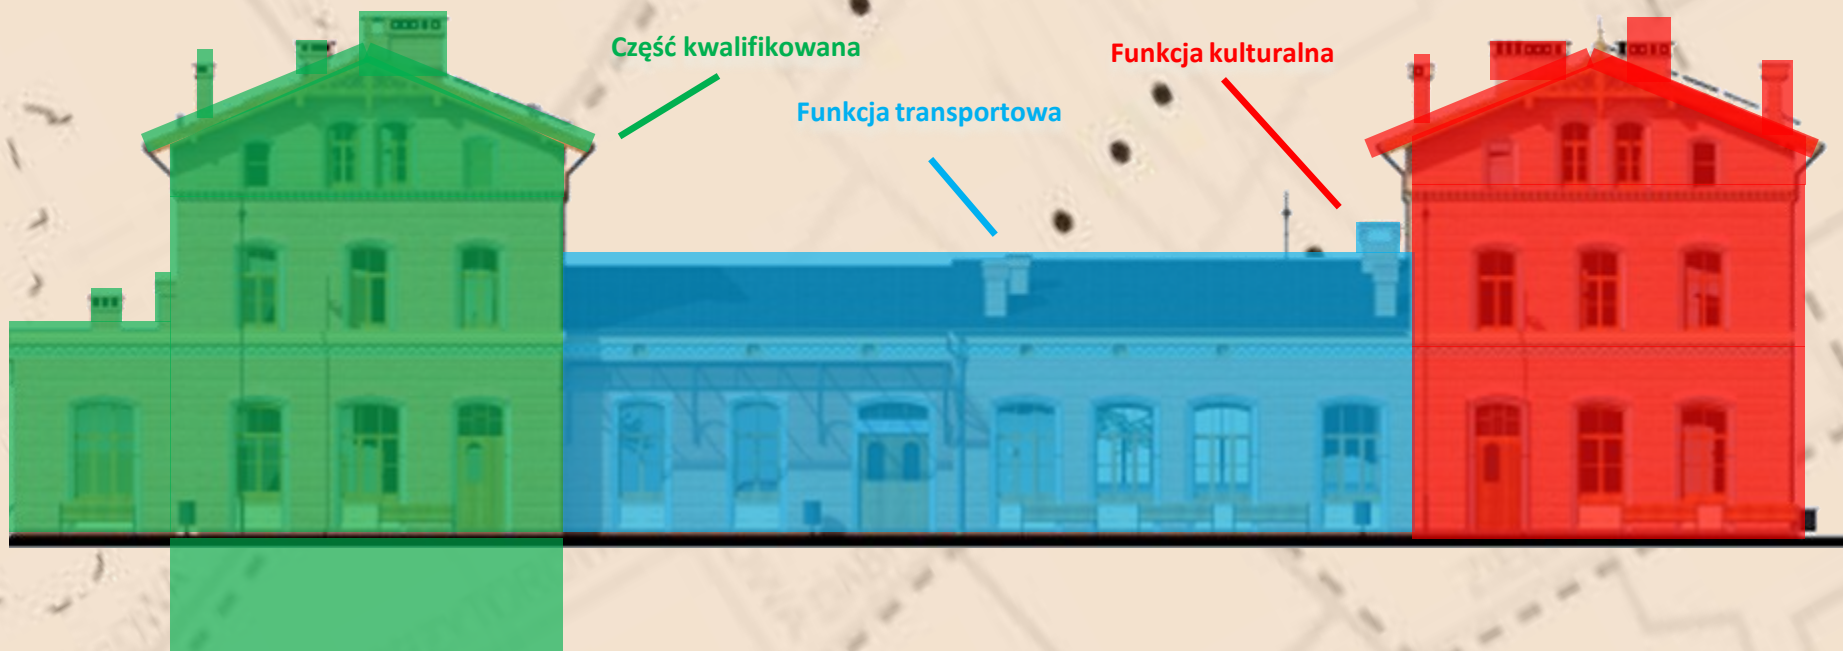 Część kwalifikowana
Funkcja kulturalna
Funkcja transportowa